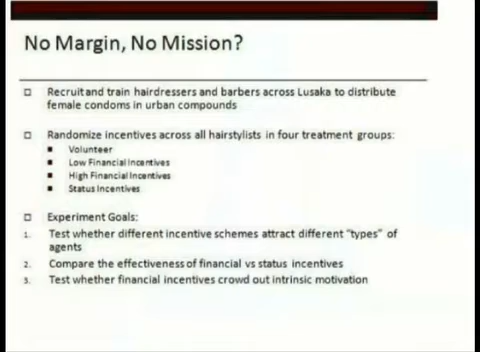 No Margin, No Mission?
Recruit and train hairdressers and barbers across Lusaka to distribute
female condoms in urban compounds
Randomize incentives across all hairstylists in four treatment groups:
Volunteer
Low Financial Incentives
High Financial Incentives
Status Incentives
Experiment Goals:
1. Test whether different incentive schemes attract different "types" of
agents
2. Compare the effectiveness of financial vs status incentives
3. Test whether financial incentives crowd out intrinsic motivation